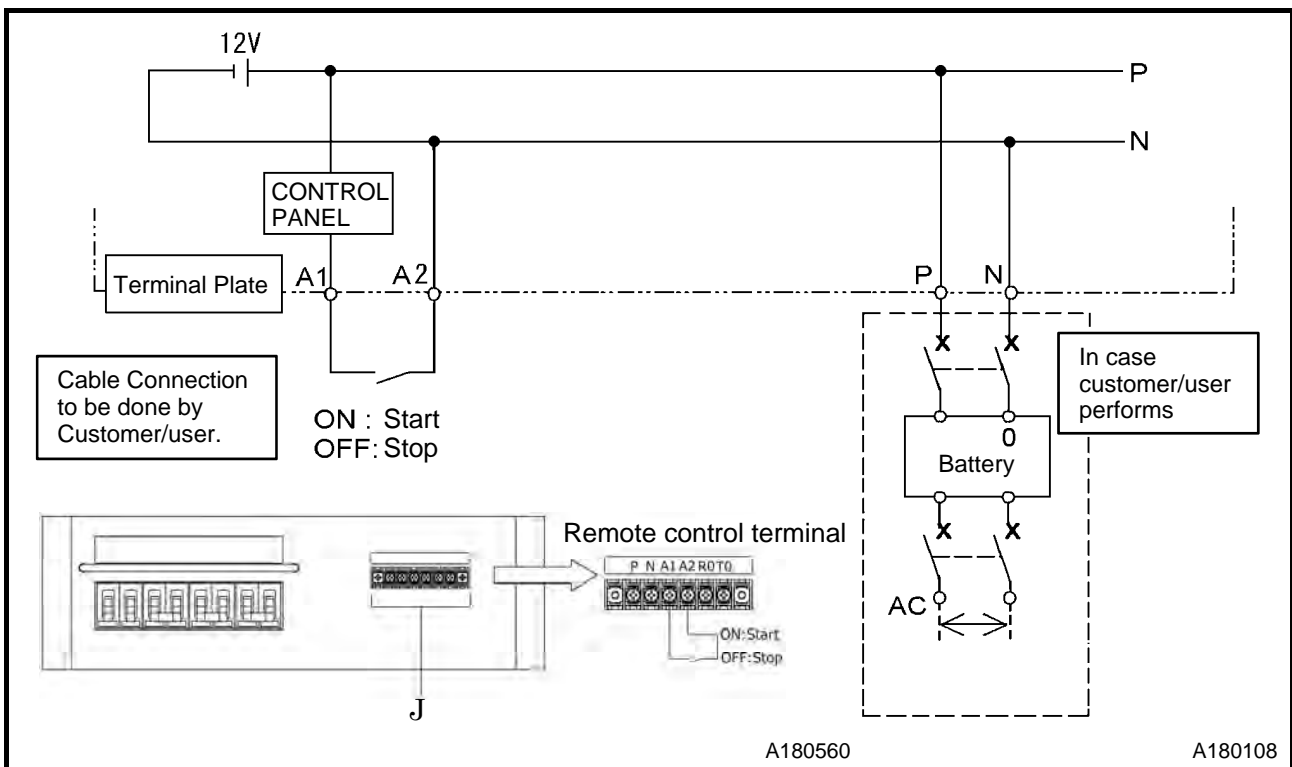 12V
P
N
CONTROL
PANEL
Terminal Plate
A1
A2
P
N
Cable Connection
to be done by
Customer/user.
ON : Start
OFF: Stop
In case
customer/user
performs
0
Battery
AC
Remote control terminal
P N A1 A2 R0 T0
ON:Start
OFF:Stop
J
A180560
A180108